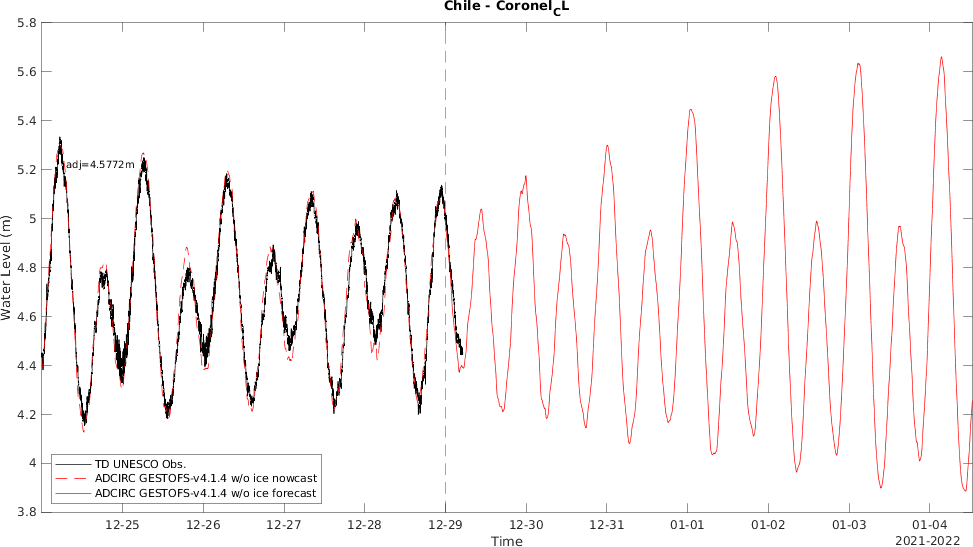 Chile - Coronel_CL
5.8
5.6
5.4
5.2
5
4.8
4.6
4.4
4.2
4
3.8
Water Level (m)
adj=4.5772m
TD UNESCO Obs.
ADCIRC GESTOFS-v4.1.4 w/o ice nowcast
ADCIRC GESTOFS-v4.1.4 w/o ice forecast
12-25 12-26 12-27 12-28 12-29 12-30 12-31 01-01 01-02 01-03 01-04
Time
2021-2022